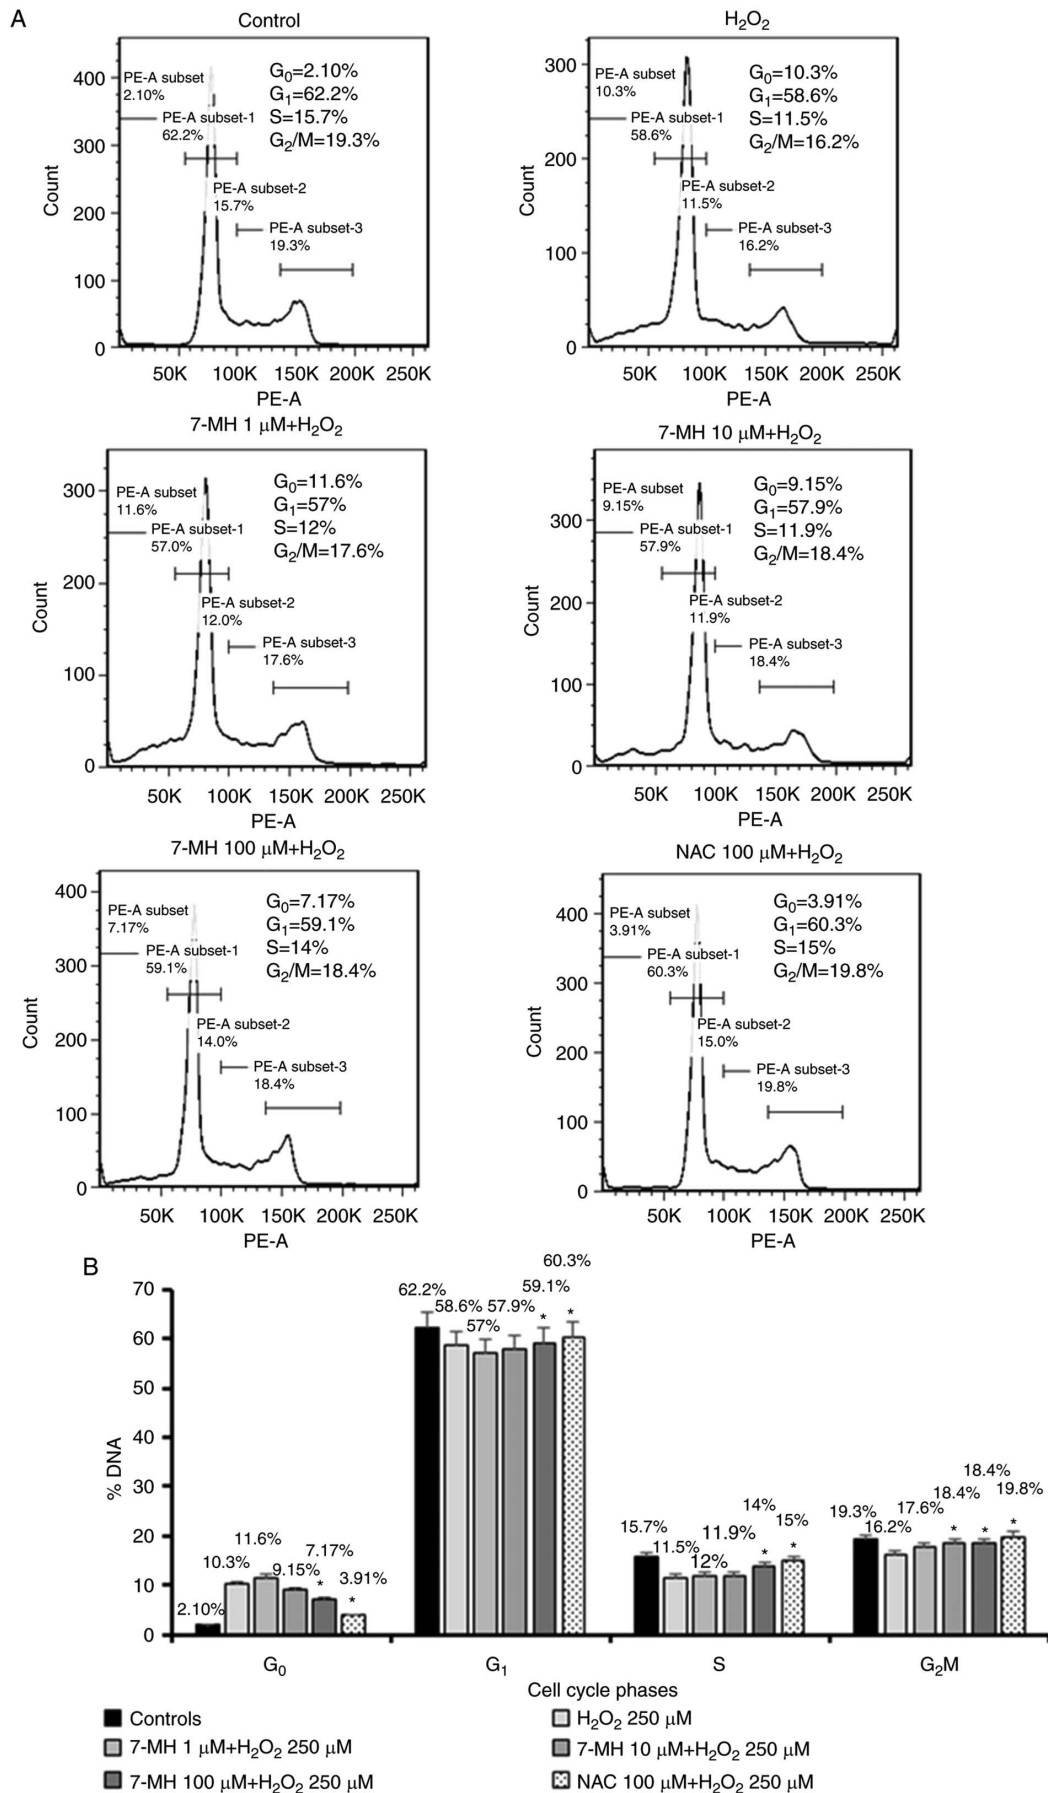 A
Control
400
300
200
100
0
Count
PE-A subset
2.10%
PE-A subset-1
62.2%
PE-A subset-2
15.7%
PE-A subset-3
19.3%
G₀=2.10%
G₁=62.2%
S=15.7%
G₂/M=19.3%
50K 100K 150K 200K 250K
PE-A
H₂O₂
300
200
100
0
Count
PE-A subset
10.3%
PE-A subset-1
58.6%
PE-A subset-2
11.5%
PE-A subset-3
16.2%
G₀=10.3%
G₁=58.6%
S=11.5%
G₂/M=16.2%
50K 100K 150K 200K 250K
PE-A
7-MH 1 μM+H₂O₂
300
200
100
0
Count
PE-A subset
11.6%
PE-A subset-1
57.0%
PE-A subset-2
12.0%
PE-A subset-3
17.6%
G₀=11.6%
G₁=57%
S=12%
G₂/M=17.6%
50K 100K 150K 200K 250K
PE-A
7-MH 10 μM+H₂O₂
300
200
100
0
Count
PE-A subset
9.15%
PE-A subset-1
57.9%
PE-A subset-2
11.9%
PE-A subset-3
18.4%
G₀=9.15%
G₁=57.9%
S=11.9%
G₂/M=18.4%
50K 100K 150K 200K 250K
PE-A
7-MH 100 μM+H₂O₂
400
300
200
100
0
Count
PE-A subset
7.17%
PE-A subset-1
59.1%
PE-A subset-2
14.0%
PE-A subset-3
18.4%
G₀=7.17%
G₁=59.1%
S=14%
G₂/M=18.4%
50K 100K 150K 200K 250K
PE-A
NAC 100 μM+H₂O₂
400
300
200
100
0
Count
PE-A subset
3.91%
PE-A subset-1
60.3%
PE-A subset-2
15.0%
PE-A subset-3
19.8%
G₀=3.91%
G₁=60.3%
S=15%
G₂/M=19.8%
50K 100K 150K 200K 250K
PE-A
B
70
60
50
40
30
20
10
0
% DNA
2.10% 10.3% 11.6% 9.15% 7.17% * 3.91% *
62.2% 58.6% 57% 57.9% 59.1% * 60.3% *
15.7% 11.5% 12% 11.9% 14% * 15% *
19.3% 16.2% 17.6% 18.4% * 18.4% * 19.8% *
G₀ G₁ S G₂M
Cell cycle phases
Controls
H₂O₂ 250 μM
7-MH 1 μM+H₂O₂ 250 μM
7-MH 10 μM+H₂O₂ 250 μM
7-MH 100 μM+H₂O₂ 250 μM
NAC 100 μM+H₂O₂ 250 μM